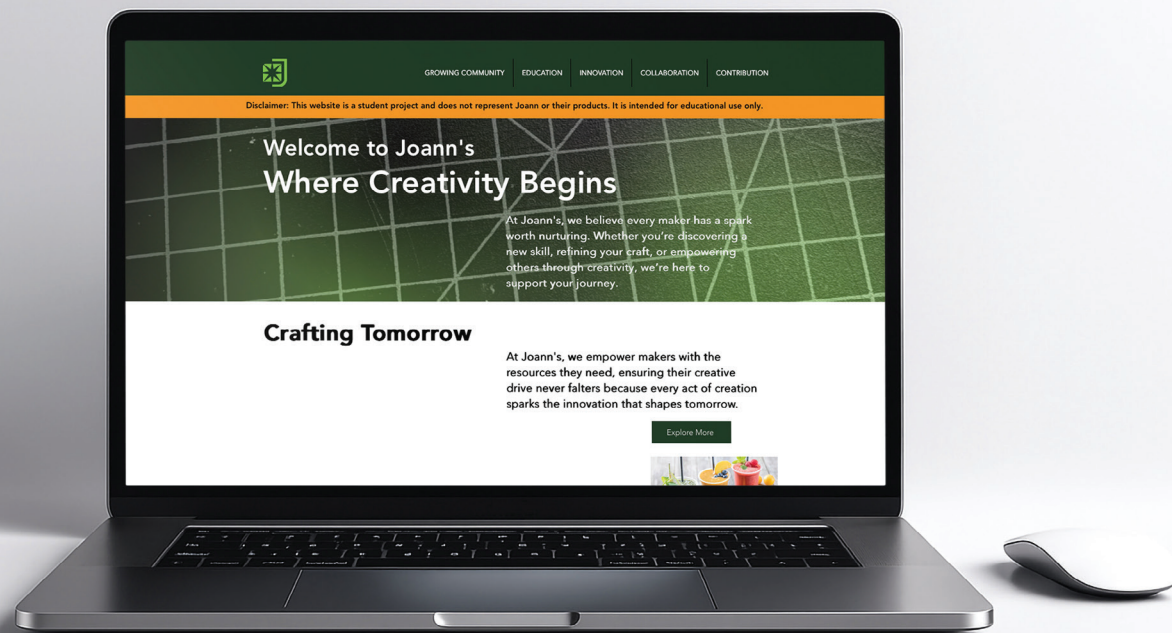 GROWING COMMUNITY
EDUCATION
INNOVATION
COLLABORATION
CONTRIBUTION
Disclaimer: This website is a student project and does not represent Joann or their products. It is intended for educational use only.
Welcome to Joann's
Where Creativity Begins
At Joann's, we believe every maker has a spark
worth nurturing. Whether you’re discovering a
new skill, refining your craft, or empowering
others through creativity, we’re here to
support your journey.
Crafting Tomorrow
At Joann's, we empower makers with the
resources they need, ensuring their creative
drive never falters because every act of creation
sparks the innovation that shapes tomorrow.
Explore More